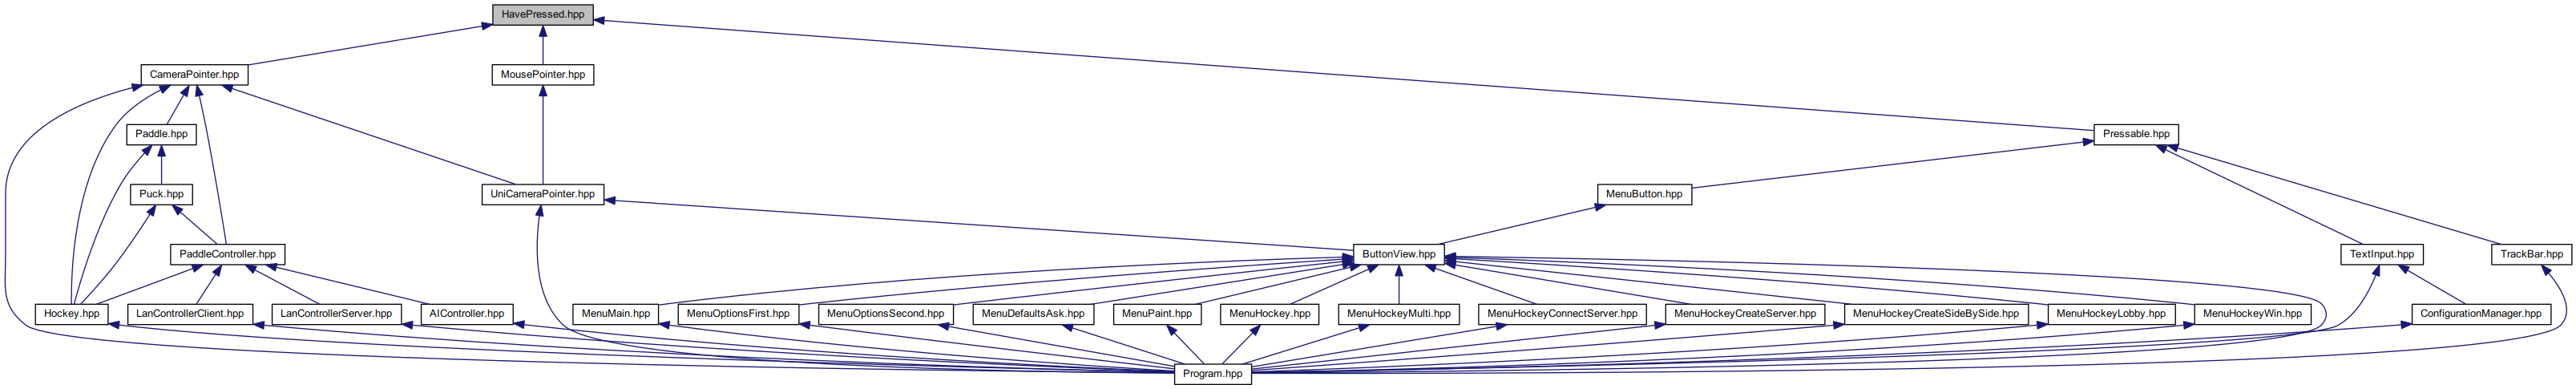 HavePressed.hpp
CameraPointer.hpp
MousePointer.hpp
Paddle.hpp
Pressable.hpp
Puck.hpp
UniCameraPointer.hpp
MenuButton.hpp
PaddleController.hpp
ButtonView.hpp
TextInput.hpp
TrackBar.hpp
Hockey.hpp
LanControllerClient.hpp
LanControllerServer.hpp
AIController.hpp
MenuMain.hpp
MenuOptionsFirst.hpp
MenuOptionsSecond.hpp
MenuDefaultsAsk.hpp
MenuPaint.hpp
MenuHockey.hpp
MenuHockeyMulti.hpp
MenuHockeyConnectServer.hpp
MenuHockeyCreateServer.hpp
MenuHockeyCreateSideBySide.hpp
MenuHockeyLobby.hpp
MenuHockeyWin.hpp
ConfigurationManager.hpp
Program.hpp